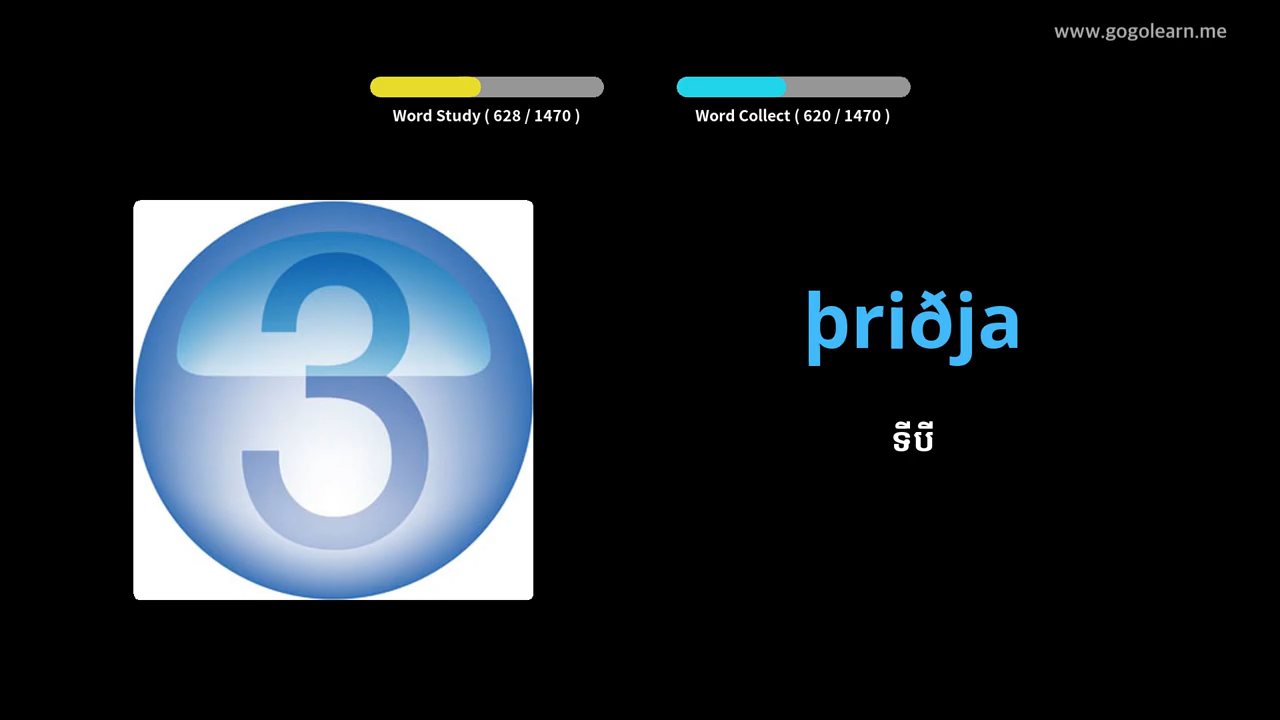 www.gogolearn.me
Word Study ( 628 / 1470 )
Word Collect ( 620 / 1470 )
3
þriðja
ទីបី